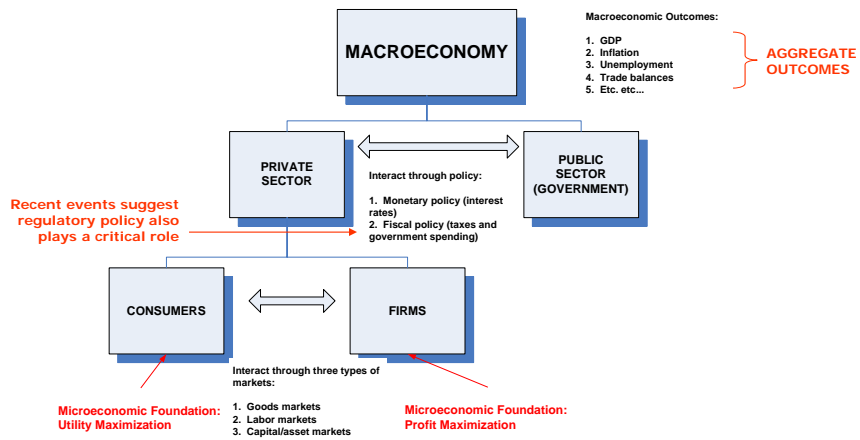 Macroeconomic Outcomes:
1. GDP
2. Inflation
3. Unemployment
4. Trade balances
5. Etc. etc...
AGGREGATE
OUTCOMES
MACROECONOMY
PRIVATE
SECTOR
PUBLIC
SECTOR
(GOVERNMENT)
Interact through policy:
1. Monetary policy (interest
rates)
2. Fiscal policy (taxes and
government spending)
Recent events suggest
regulatory policy also
plays a critical role
CONSUMERS
FIRMS
Interact through three types of
markets:
1. Goods markets
2. Labor markets
3. Capital/asset markets
Microeconomic Foundation:
Utility Maximization
Microeconomic Foundation:
Profit Maximization